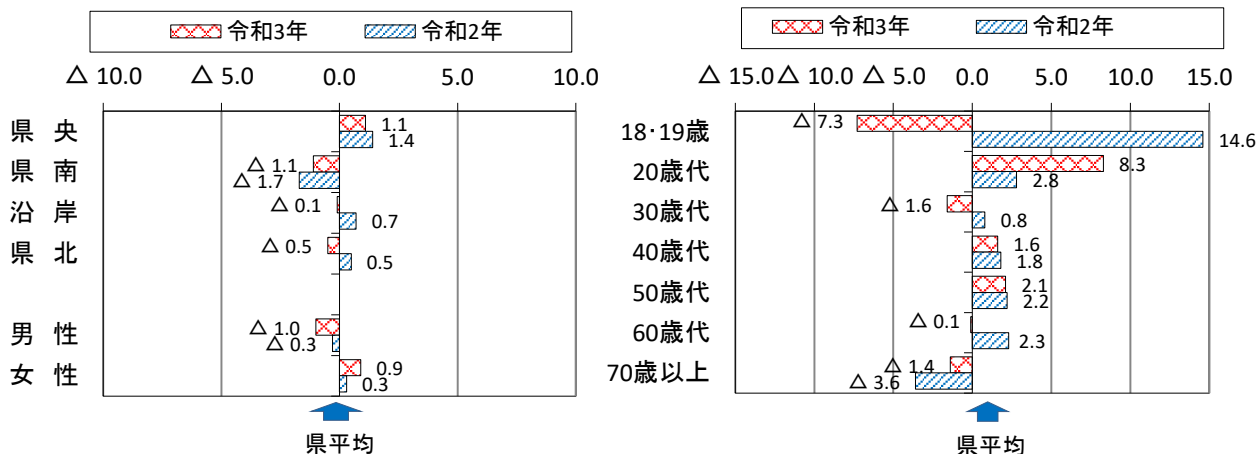 令和3年 令和2年
△ 10.0 △ 5.0 0.0 5.0 10.0
県 央
1.1
1.4
県 南
△ 1.1
△ 1.7
沿 岸
△ 0.1
0.7
県 北
△ 0.5
0.5
男 性
△ 1.0
△ 0.3
女 性
0.9
0.3
県平均
令和3年 令和2年
△ 15.0 △ 10.0 △ 5.0 0.0 5.0 10.0 15.0
18･19歳
△ 7.3
14.6
20歳代
8.3
2.8
30歳代
△ 1.6
0.8
40歳代
1.6
1.8
50歳代
2.1
2.2
60歳代
△ 0.1
2.3
70歳以上
△ 1.4
△ 3.6
県平均